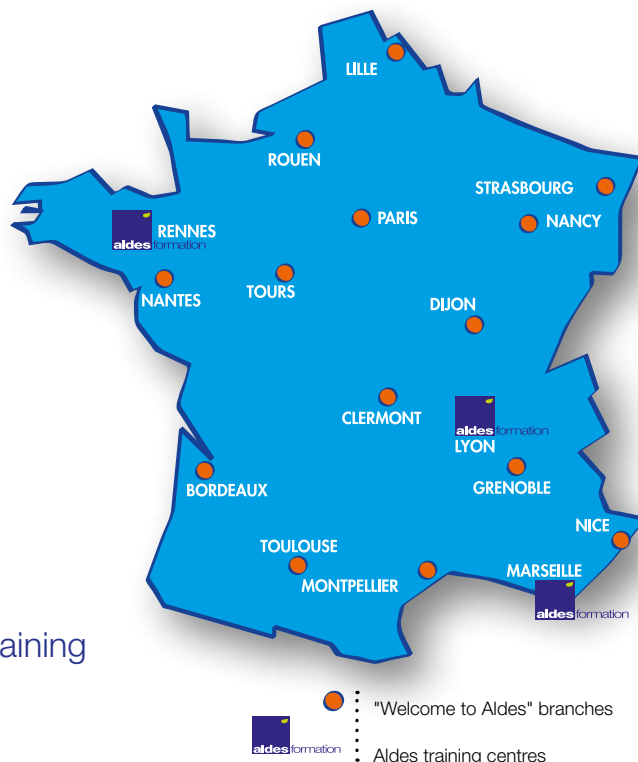 LILLE
ROUEN
STRASBOURG
PARIS
NANCY
RENNES
aldes formation
NANTES
TOURS
DIJON
CLERMONT
aldes formation
LYON
GRENOBLE
BORDEAUX
NICE
TOULOUSE
MONTPELLIER
MARSEILLE
aldes formation
aining
"Welcome to Aldes" branches
aldes formation
Aldes training centres